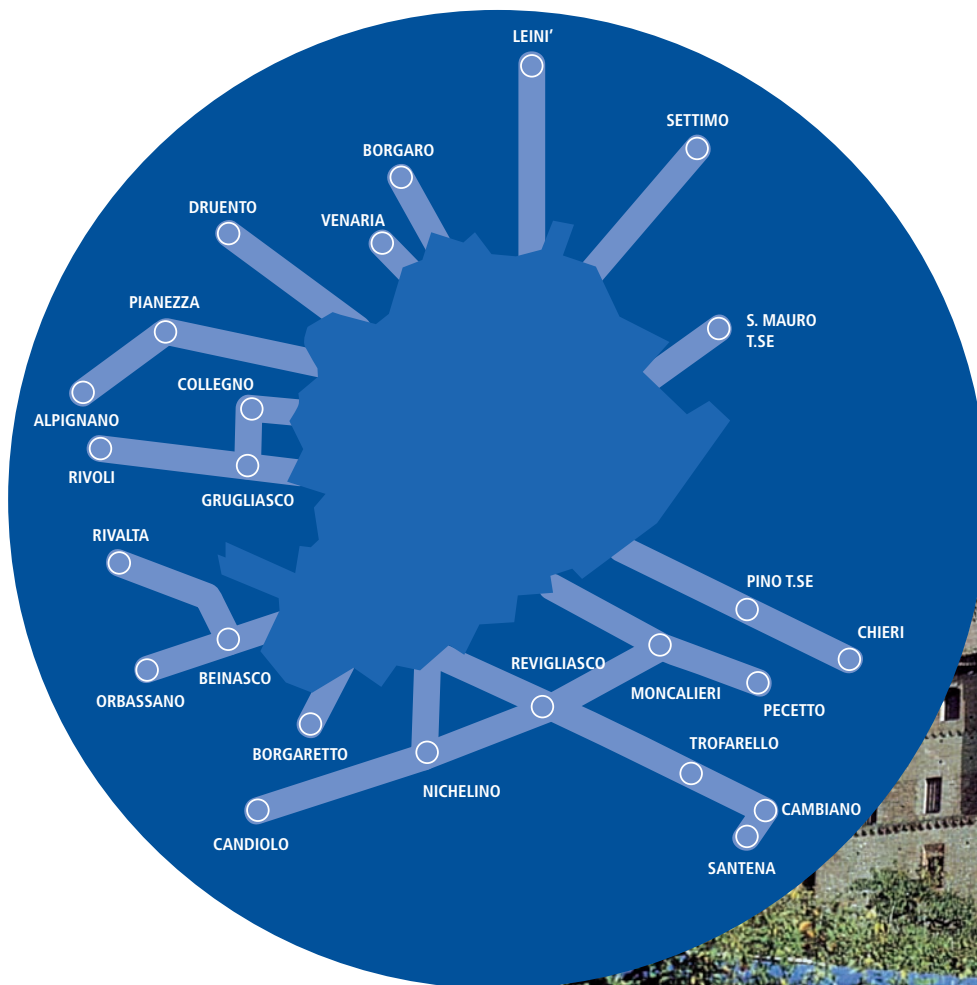 LEINI’
SETTIMO
BORGARO
DRUENTO
VENARIA
PIANEZZA
S. MAURO
T.SE
COLLEGNO
ALPIGNANO
RIVOLI
GRUGLIASCO
RIVALTA
PINO T.SE
CHIERI
REVIGLIASCO
BEINASCO
MONCALIERI
ORBASSANO
PECETTO
TROFARELLO
BORGARETTO
NICHELINO
CAMBIANO
CANDIOLO
SANTENA